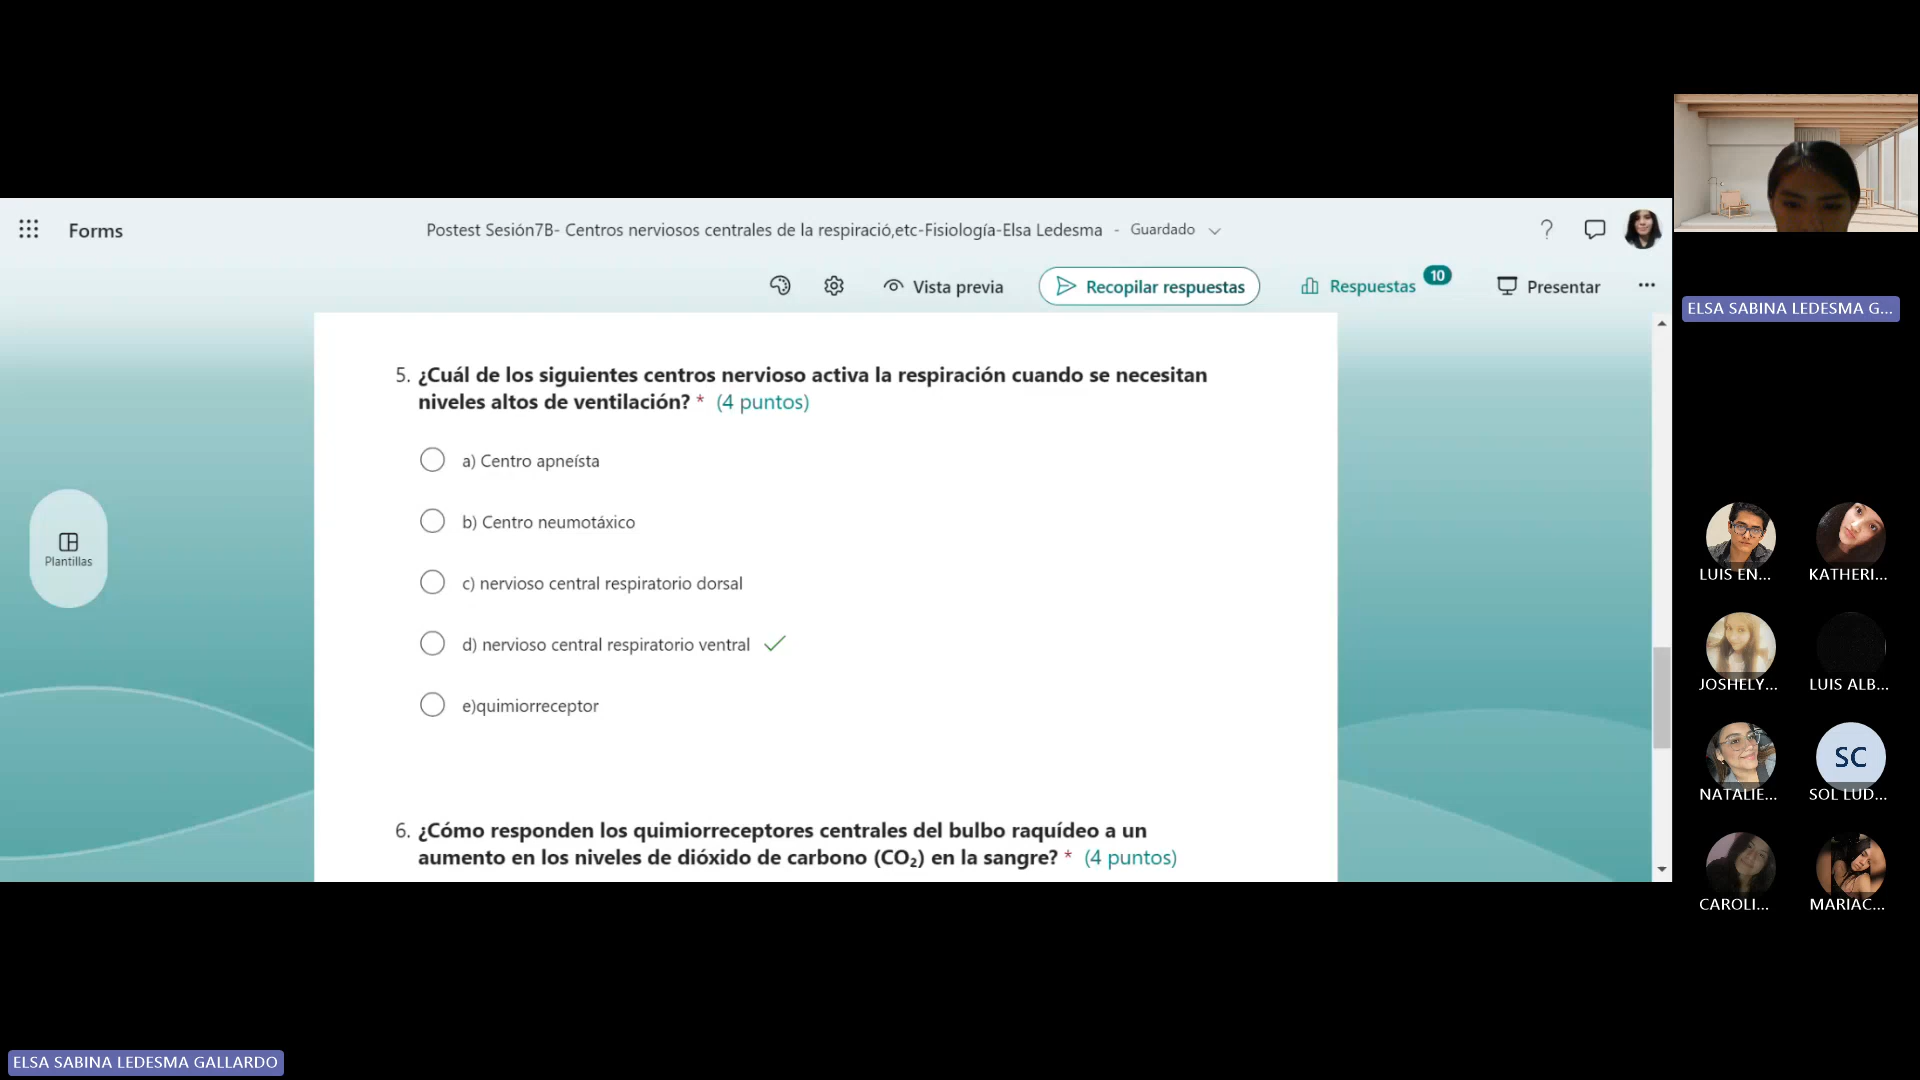 Forms
Postest Sesión7B- Centros nerviosos centrales de la respiració,etc-Fisiología-Elsa Ledesma - Guardado
?
Vista previa
Recopilar respuestas
Respuestas 10
Presentar
Plantillas
5. ¿Cuál de los siguientes centros nervioso activa la respiración cuando se necesitan
niveles altos de ventilación? * (4 puntos)
a) Centro apneísta
b) Centro neumotáxico
c) nervioso central respiratorio dorsal
d) nervioso central respiratorio ventral
e)quimiorreceptor
6. ¿Cómo responden los quimiorreceptores centrales del bulbo raquídeo a un
aumento en los niveles de dióxido de carbono (CO₂) en la sangre? * (4 puntos)
ELSA SABINA LEDESMA G...
LUIS EN...
KATHERI...
JOSHELY...
LUIS ALB...
NATALIE...
SC
SOL LUD...
CAROLI...
MARIAC...
ELSA SABINA LEDESMA GALLARDO